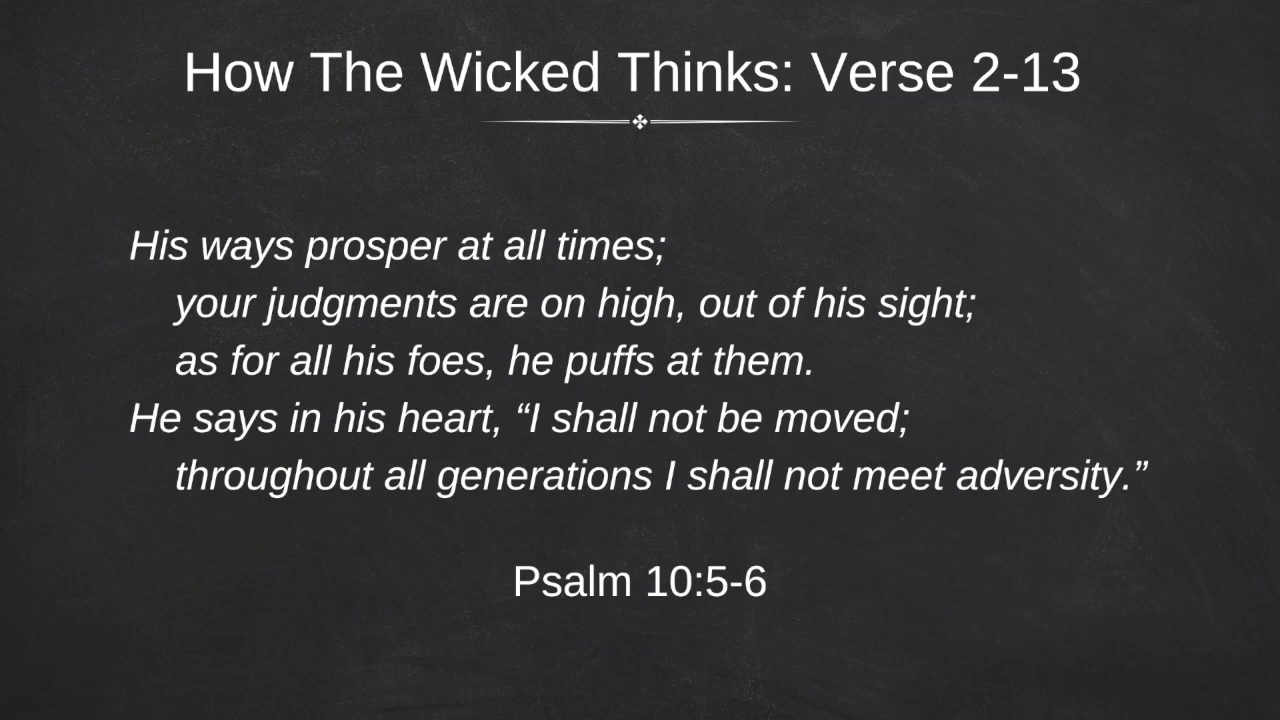 How The Wicked Thinks: Verse 2-13
His ways prosper at all times;
your judgments are on high, out of his sight;
as for all his foes, he puffs at them.
He says in his heart, “I shall not be moved;
throughout all generations I shall not meet adversity.”
Psalm 10:5-6